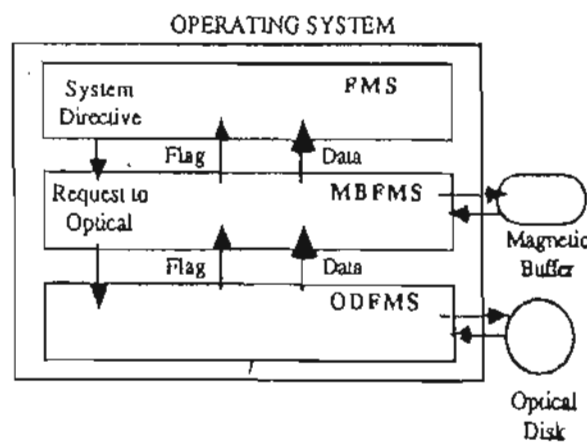 OPERATING SYSTEM
System
Directive
FMS
Flag
Data
Request to
Optical
MBFMS
Magnetic
Buffer
Flag
Data
ODFMS
Optical
Disk